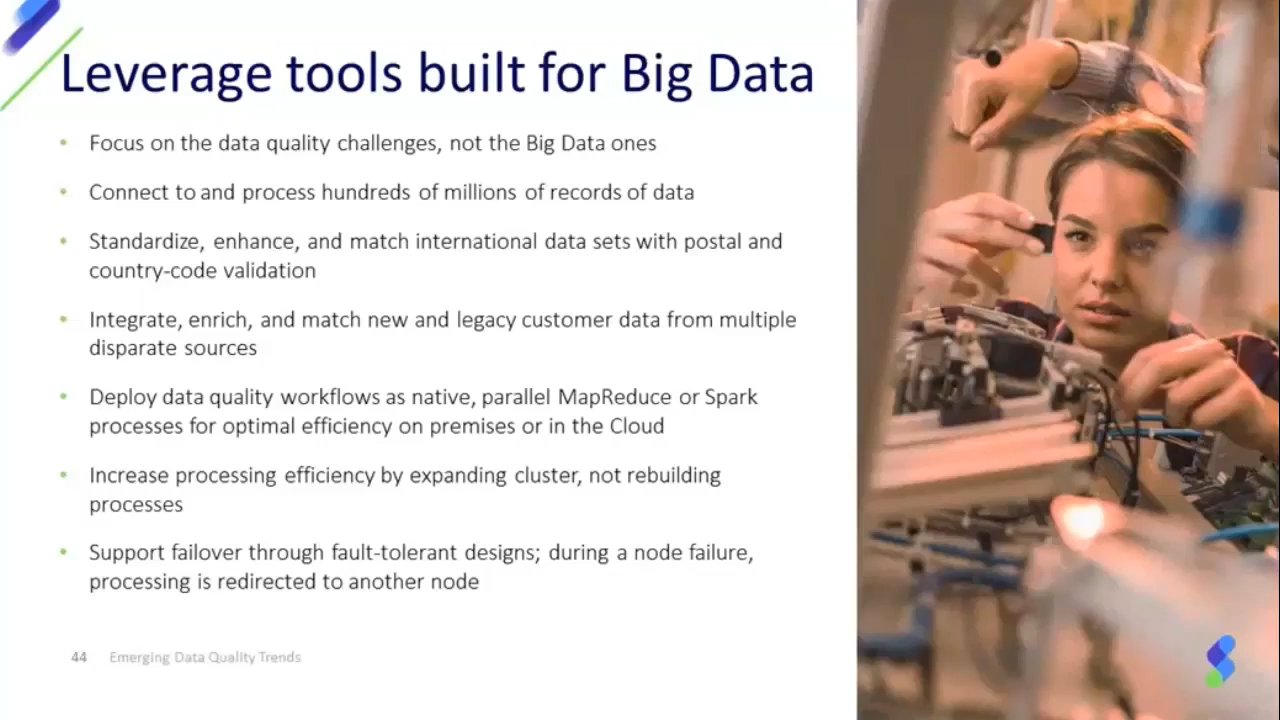 Leverage tools built for Big Data
• Focus on the data quality challenges, not the Big Data ones
• Connect to and process hundreds of millions of records of data
• Standardize, enhance, and match international data sets with postal and
country-code validation
• Integrate, enrich, and match new and legacy customer data from multiple
disparate sources
• Deploy data quality workflows as native, parallel MapReduce or Spark
processes for optimal efficiency on premises or in the Cloud
• Increase processing efficiency by expanding cluster, not rebuilding
processes
• Support failover through fault-tolerant designs; during a node failure,
processing is redirected to another node
44 Emerging Data Quality Trends